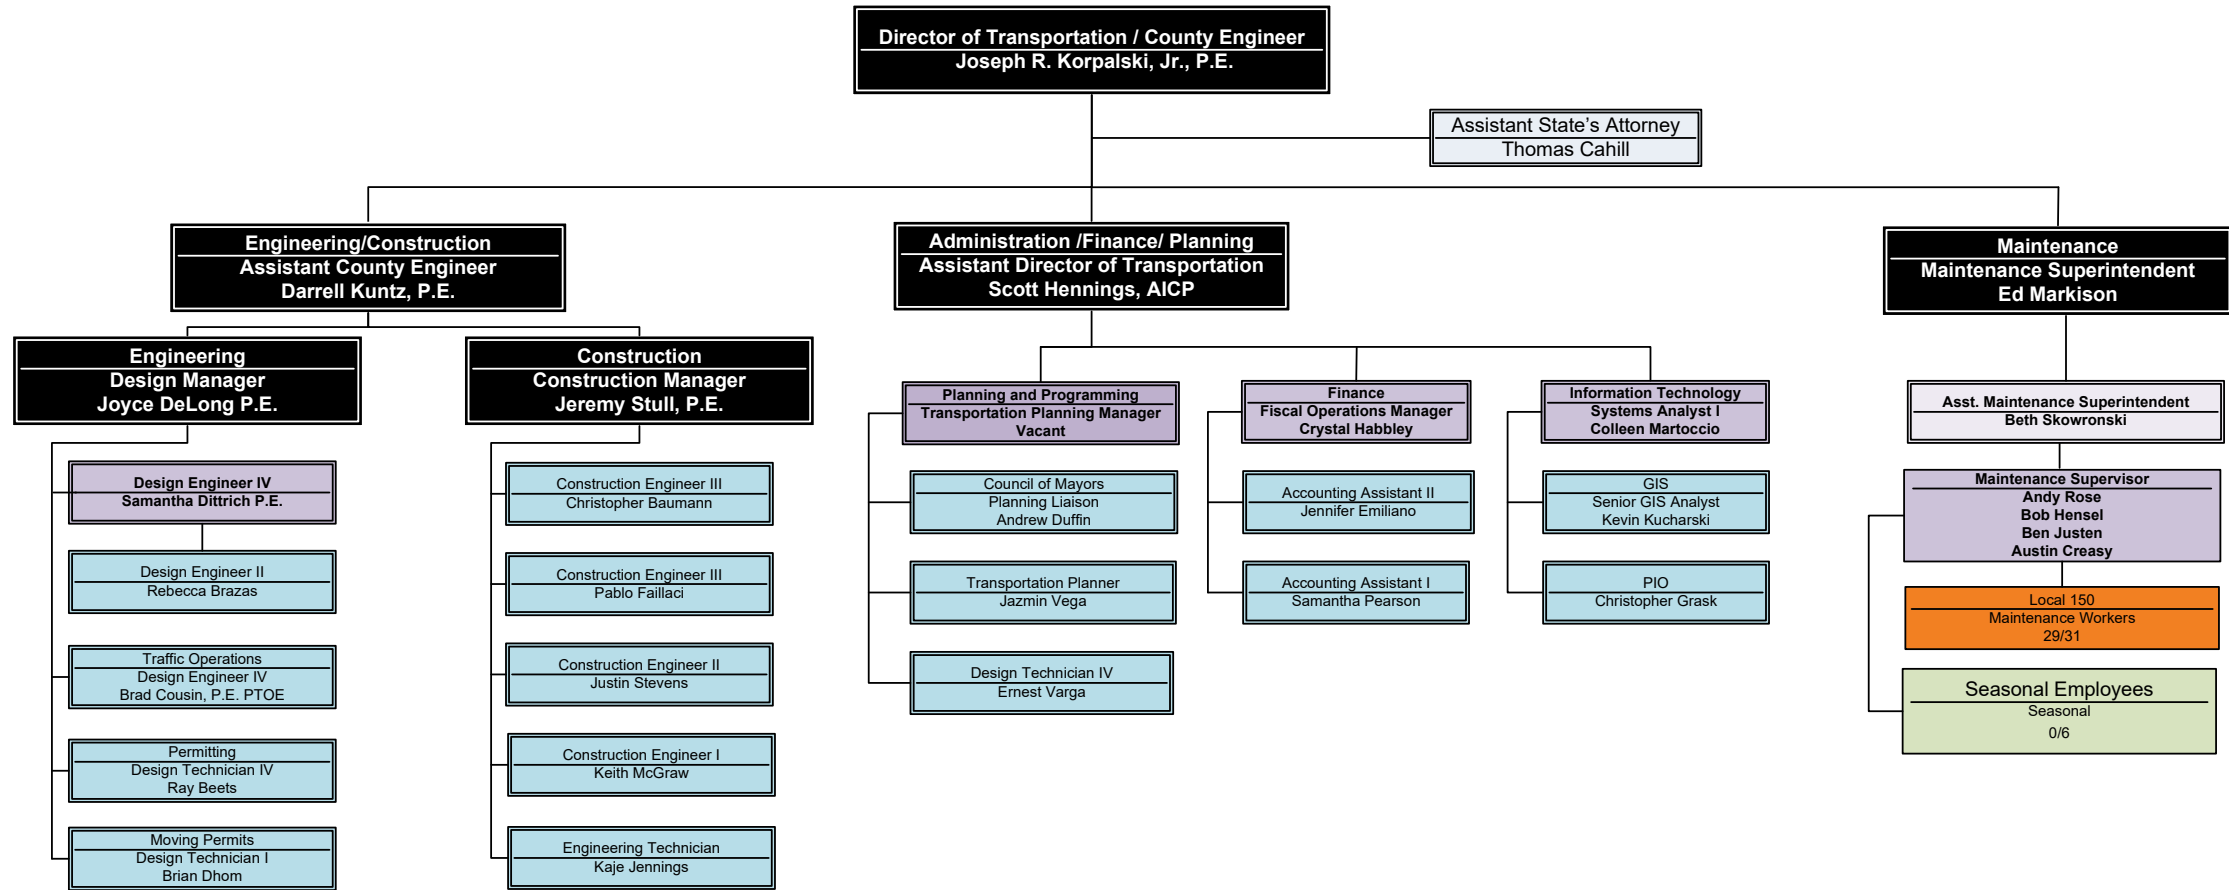 Director of Transportation / County Engineer
Joseph R. Korpalski, Jr., P.E.
Assistant State’s Attorney
Thomas Cahill
Engineering/Construction
Assistant County Engineer
Darrell Kuntz, P.E.
Administration /Finance/ Planning
Assistant Director of Transportation
Scott Hennings, AICP
Maintenance
Maintenance Superintendent
Ed Markison
Engineering
Design Manager
Joyce DeLong P.E.
Design Engineer IV
Samantha Dittrich P.E.
Design Engineer II
Rebecca Brazas
Traffic Operations
Design Engineer IV
Brad Cousin, P.E. PTOE
Permitting
Design Technician IV
Ray Beets
Moving Permits
Design Technician I
Brian Dhom
Construction
Construction Manager
Jeremy Stull, P.E.
Construction Engineer III
Christopher Baumann
Construction Engineer III
Pablo Faillaci
Construction Engineer II
Justin Stevens
Construction Engineer I
Keith McGraw
Engineering Technician
Kaje Jennings
Planning and Programming
Transportation Planning Manager
Vacant
Council of Mayors
Planning Liaison
Andrew Duffin
Transportation Planner
Jazmin Vega
Design Technician IV
Ernest Varga
Finance
Fiscal Operations Manager
Crystal Habbley
Accounting Assistant II
Jennifer Emiliano
Accounting Assistant I
Samantha Pearson
Information Technology
Systems Analyst I
Colleen Martoccio
GIS
Senior GIS Analyst
Kevin Kucharski
PIO
Christopher Grask
Asst. Maintenance Superintendent
Beth Skowronski
Maintenance Supervisor
Andy Rose
Bob Hensel
Ben Justen
Austin Creasy
Local 150
Maintenance Workers
29/31
Seasonal Employees
Seasonal
0/6